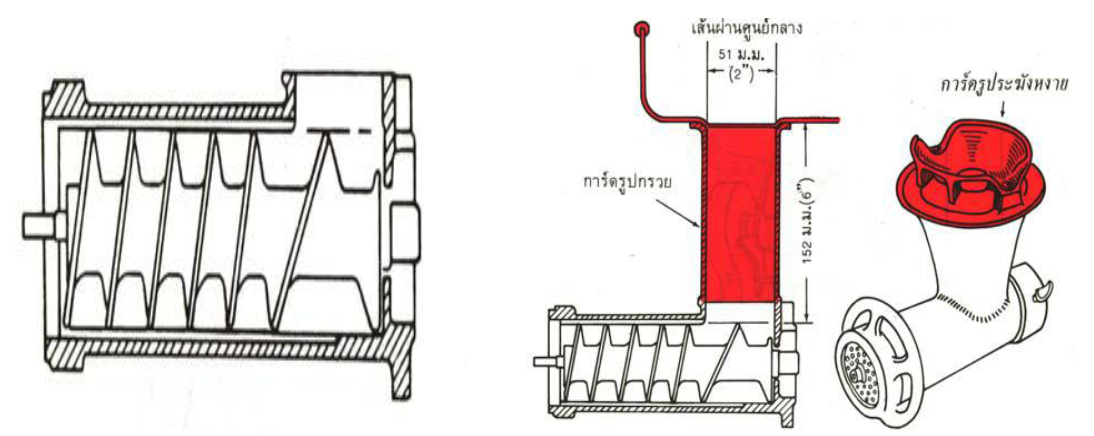 เส้นผ่านศูนย์กลาง
51 ม.ม.
(2")
การ์ดรูประฆังหงาย
การ์ดรูปกรวย
152 ม.ม.(6")